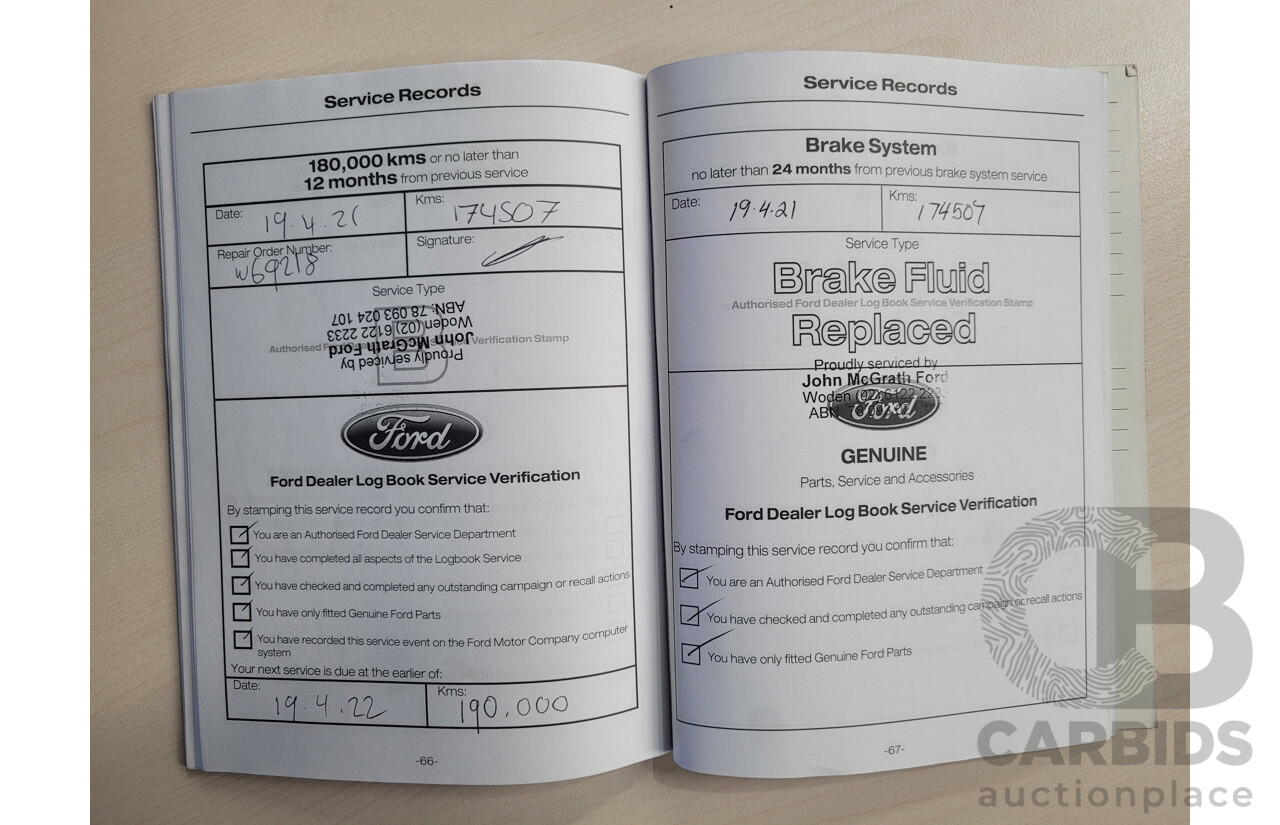 Service Records
180,000 kms or no later than
12 months from previous service
Date: 19.4.21
Kms: 174507
Repair Order Number: W69218
Signature:
Service Type
Proudly serviced by
John McGrath Ford
Woden (02) 6122 2233
ABN: 78 093 024 107
B
Ford
Ford Dealer Log Book Service Verification
By stamping this service record you confirm that:
You are an Authorised Ford Dealer Service Department
You have completed all aspects of the Logbook Service
You have checked and completed any outstanding campaign or recall actions
You have only fitted Genuine Ford Parts
You have recorded this service event on the Ford Motor Company computer
system
Your next service is due at the earlier of:
Date: 19.4.22
Kms: 190.000
-66-
Service Records
Brake System
no later than 24 months from previous brake system service
Date: 19.4.21
Kms: 174507
Service Type
Brake Fluid
Authorised Ford Dealer Log Book Service Verification Stamp
Replaced
Proudly serviced by
John McGrath Ford
Woden (02) 6122 223
ABN
Ford
GENUINE
Parts, Service and Accessories
Ford Dealer Log Book Service Verification
By stamping this service record you confirm that:
You are an Authorised Ford Dealer Service Department
You have checked and completed any outstanding campaign or recall actions
You have only fitted Genuine Ford Parts
-67-
CB
CARBIDS
auctionplace